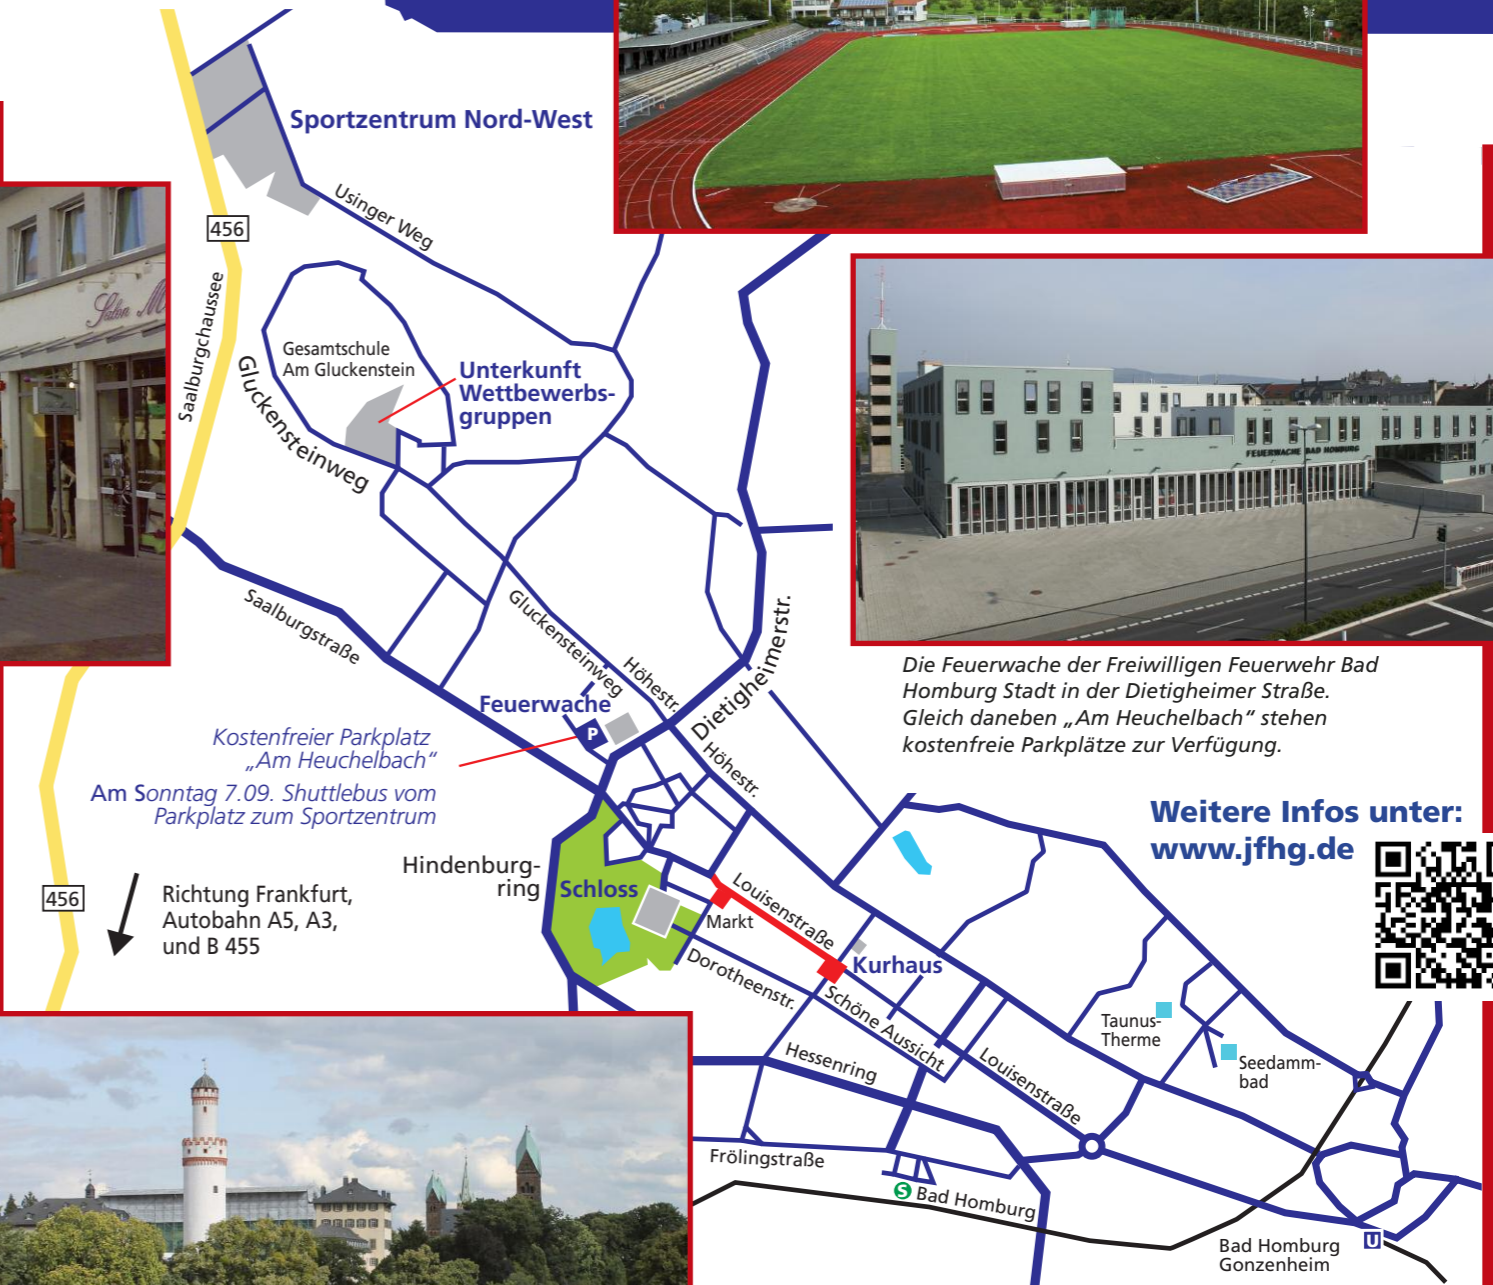 Sportzentrum Nord-West
Usinger Weg
456
Saalburgchaussee
Gesamtschule
Am Gluckenstein
Unterkunft
Wettbewerbs-
gruppen
Gluckensteinweg
Salon M
FEUERWACHE BAD HOMBURG
Saalburgstraße
Gluckensteinweg
Höhestr.
Dietigheimerstr.
Feuerwache
P
Höhestr.
Die Feuerwache der Freiwilligen Feuerwehr Bad
Homburg Stadt in der Dietigheimer Straße.
Gleich daneben „Am Heuchelbach“ stehen
kostenfreie Parkplätze zur Verfügung.
Kostenfreier Parkplatz
„Am Heuchelbach“
Am Sonntag 7.09. Shuttlebus vom
Parkplatz zum Sportzentrum
Weitere Infos unter:
www.jfhg.de
Hindenburg-
ring
Schloss
456
Richtung Frankfurt,
Autobahn A5, A3,
und B 455
Markt
Louisenstraße
Kurhaus
Dorotheenstr.
Schöne Aussicht
Taunus-
Therme
Seedamm-
bad
Hessenring
Louisenstraße
Frölingstraße
S Bad Homburg
U
Bad Homburg
Gonzenheim